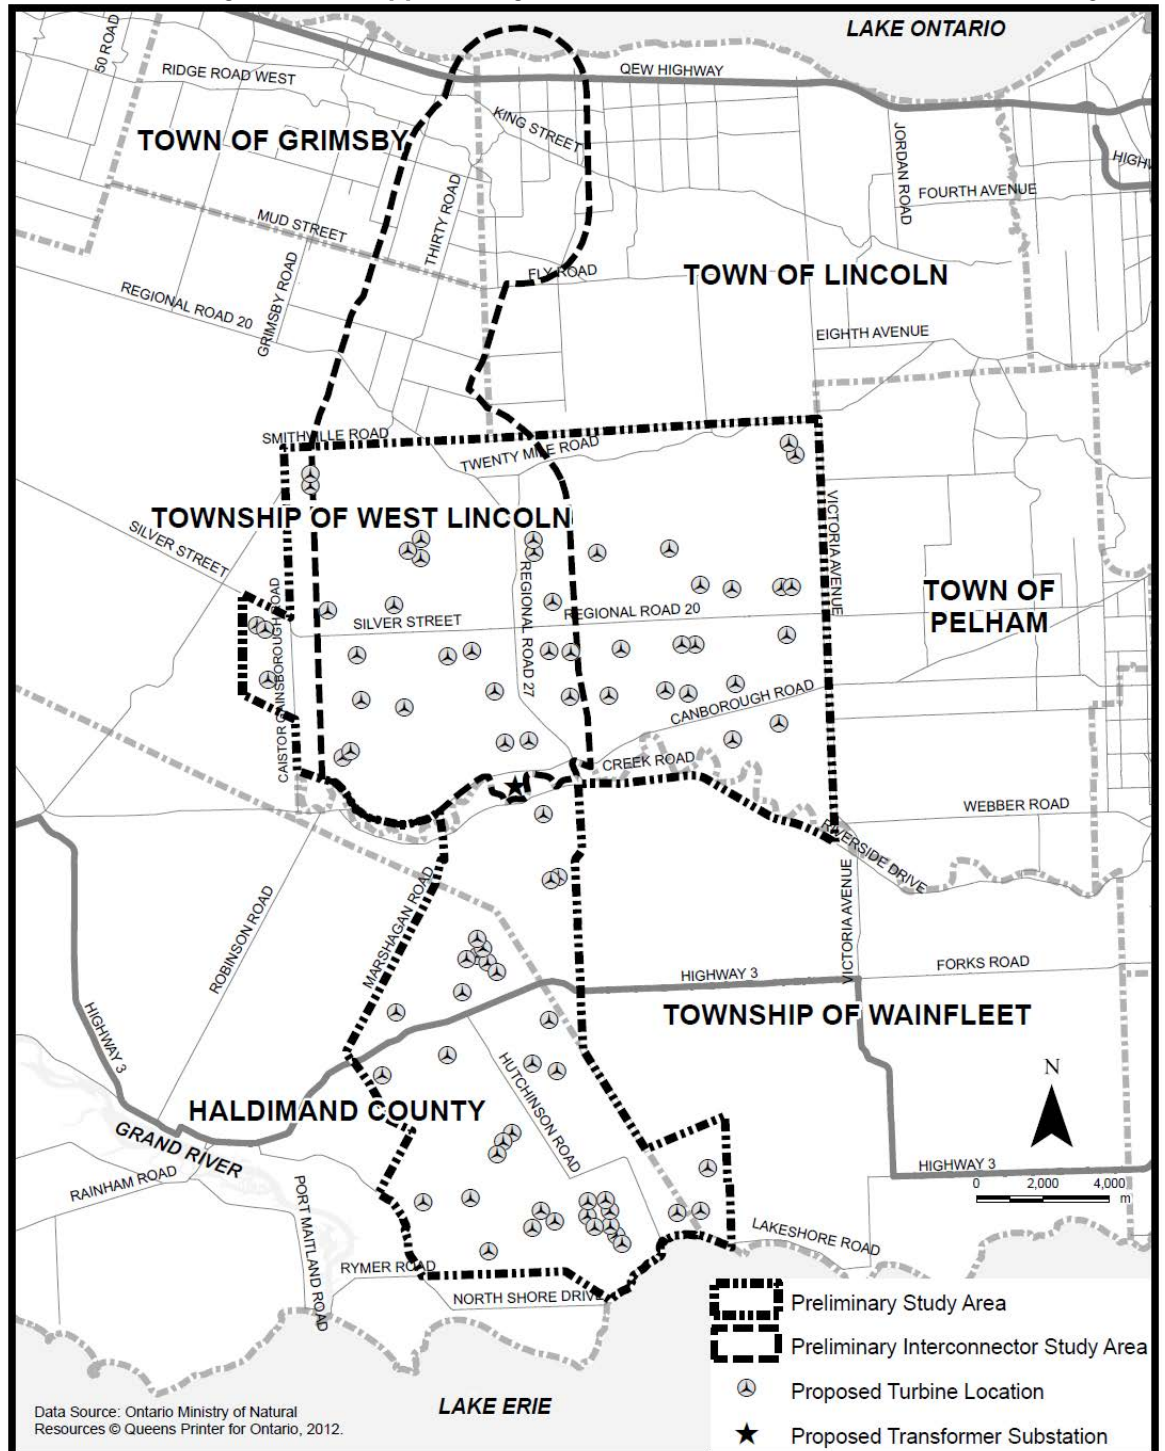 LAKE ONTARIO
50 ROAD
RIDGE ROAD WEST
QEW HIGHWAY
TOWN OF GRIMSBY
KING STREET
JORDAN ROAD
FOURTH AVENUE
THIRTY ROAD
MUD STREET
FLY ROAD
TOWN OF LINCOLN
REGIONAL ROAD 20
GRIMSBY ROAD
EIGHTH AVENUE
SMITHVILLE ROAD
TWENTY MILE ROAD
TOWNSHIP OF WEST LINCOLN
SILVER STREET
VICTORIA AVENUE
REGIONAL ROAD 27
TOWN OF
PELHAM
REGIONAL ROAD 20
SILVER STREET
CAISTOR GAINSBOROUGH ROAD
CANBOROUGH ROAD
CREEK ROAD
WEBBER ROAD
RIVERSIDE DRIVE
MARSHAGAN ROAD
ROBINSON ROAD
VICTORIA AVENUE
HIGHWAY 3
FORKS ROAD
TOWNSHIP OF WAINFLEET
HIGHWAY 3
HUTCHINSON ROAD
N
HALDIMAND COUNTY
GRAND RIVER
RAINHAM ROAD
HIGHWAY 3
0 2,000 4,000
m
PORT MAITLAND ROAD
LAKESHORE ROAD
RYMER ROAD
NORTH SHORE DRIVE
Preliminary Study Area
Preliminary Interconnector Study Area
Proposed Turbine Location
Proposed Transformer Substation
LAKE ERIE
Data Source: Ontario Ministry of Natural
Resources © Queens Printer for Ontario, 2012.